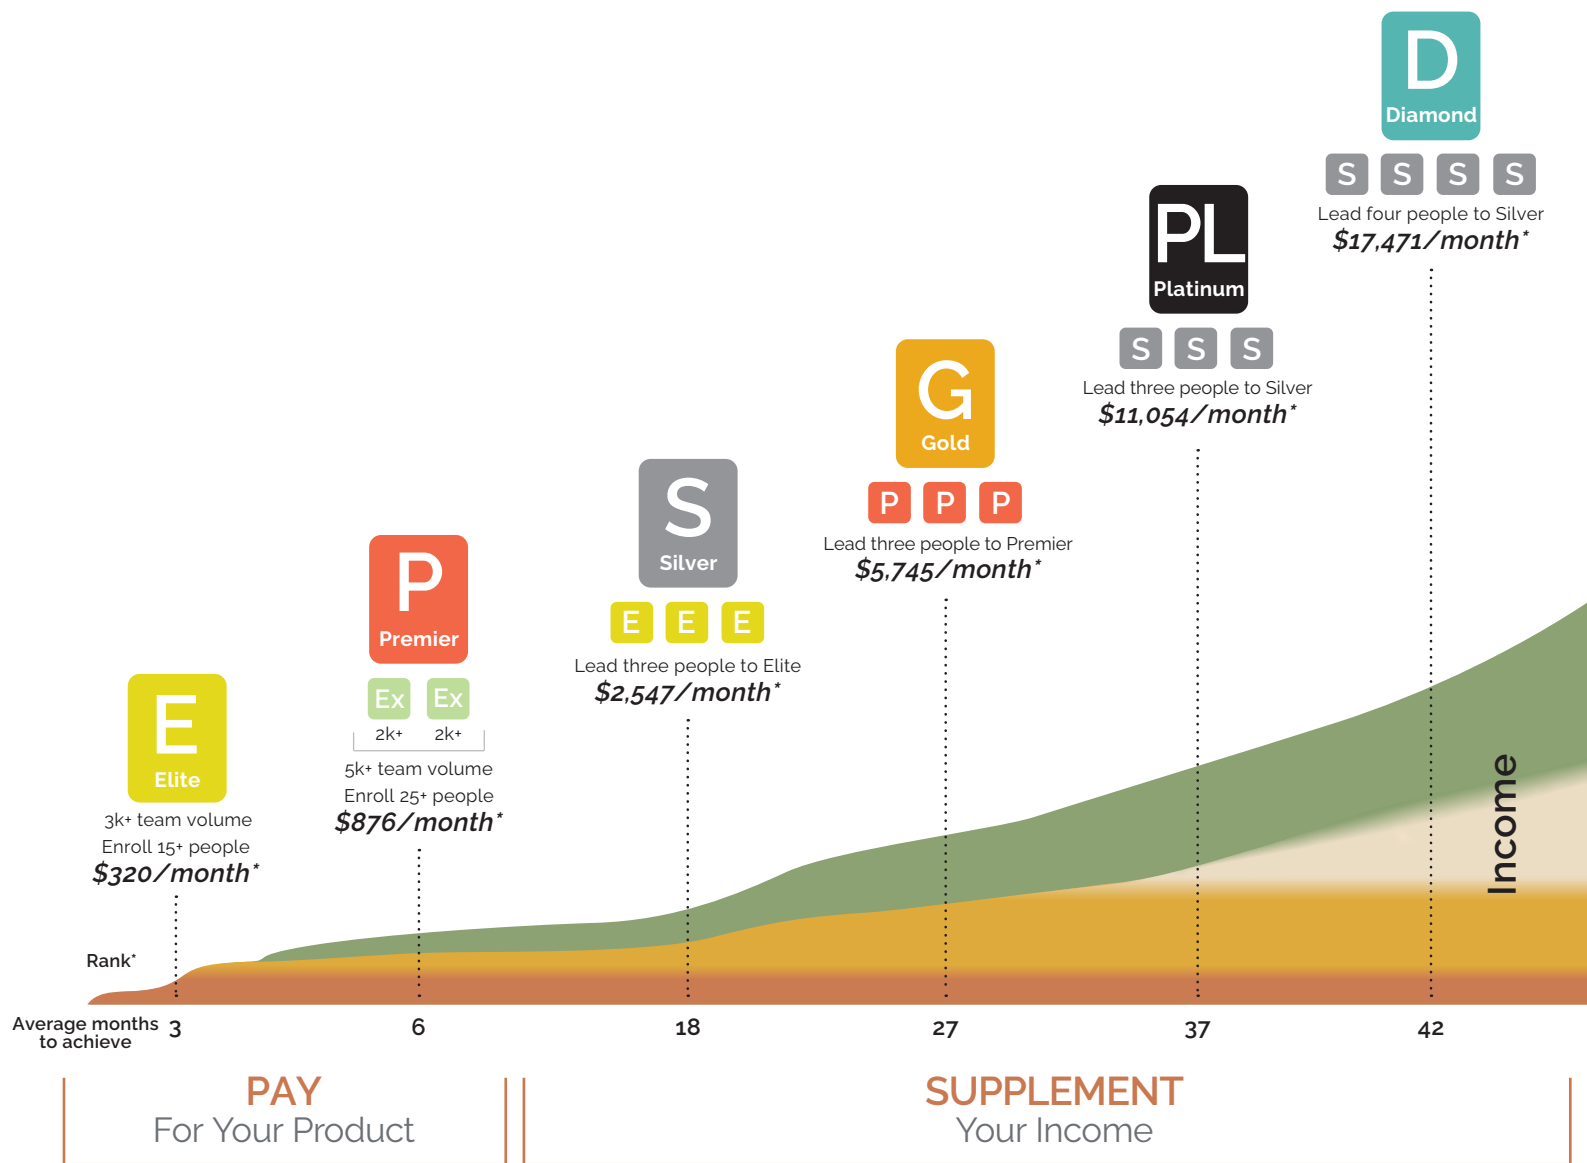 D
Diamond
S S S S
Lead four people to Silver
$17,471/month*
PL
Platinum
S S S
Lead three people to Silver
$11,054/month*
G
Gold
P P P
Lead three people to Premier
$5,745/month*
S
Silver
E E E
Lead three people to Elite
$2,547/month*
P
Premier
Ex Ex
2k+ 2k+
5k+ team volume
Enroll 25+ people
$876/month*
E
Elite
3k+ team volume
Enroll 15+ people
$320/month*
Income
Rank*
Average months
to achieve
3 6 18 27 37 42
PAY
For Your Product
SUPPLEMENT
Your Income